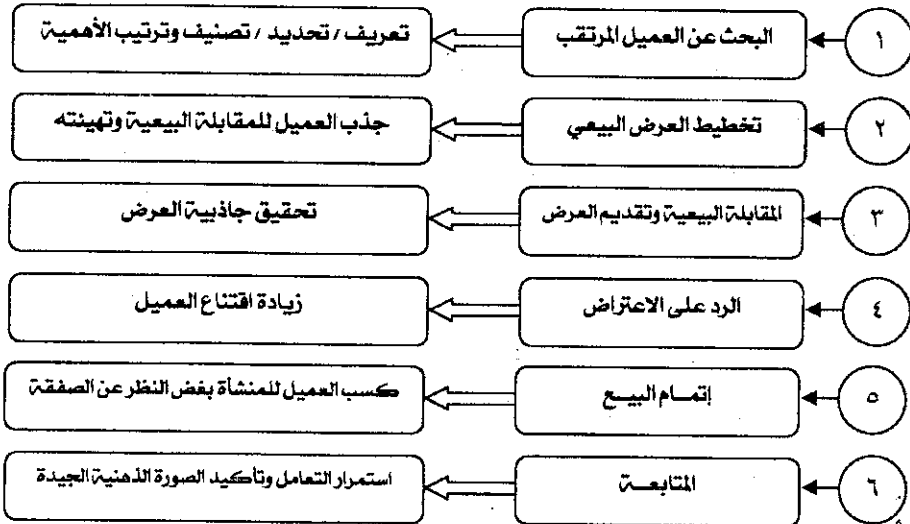 ١
البحث عن العميل المرتقب
تعريف / تحديد / تصنيف وترتيب الأهمية
٢
تخطيط العرض البيعي
جذب العميل للمقابلة البيعية وتهيئته
٣
المقابلة البيعية وتقديم العرض
تحقيق جاذبية العرض
٤
الرد على الاعتراض
زيادة اقتناع العميل
٥
إتمام البيع
كسب العميل للمنشأة بغض النظر عن الصفقة
٦
المتابعة
استمرار التعامل وتأكيد الصورة الذهنية الجيدة